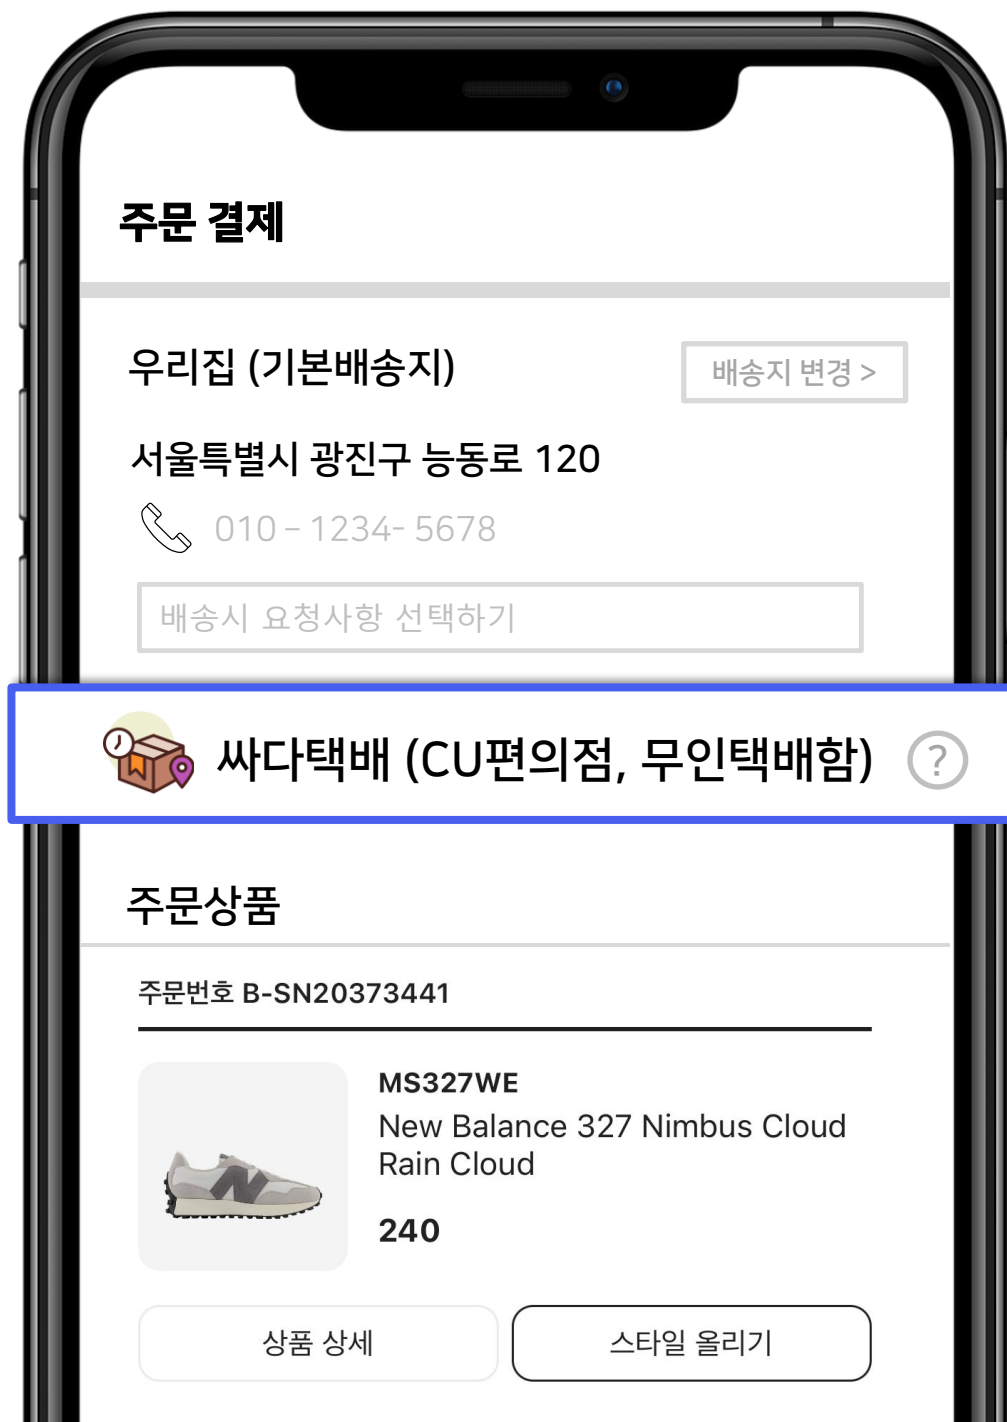 주문 결제
우리집 (기본배송지)
배송지 변경 >
서울특별시 광진구 능동로 120
010 – 1234- 5678
배송시 요청사항 선택하기
싸다택배 (CU편의점, 무인택배함)
?
주문상품
주문번호 B-SN20373441
MS327WE
New Balance 327 Nimbus Cloud
Rain Cloud
240
상품 상세
스타일 올리기